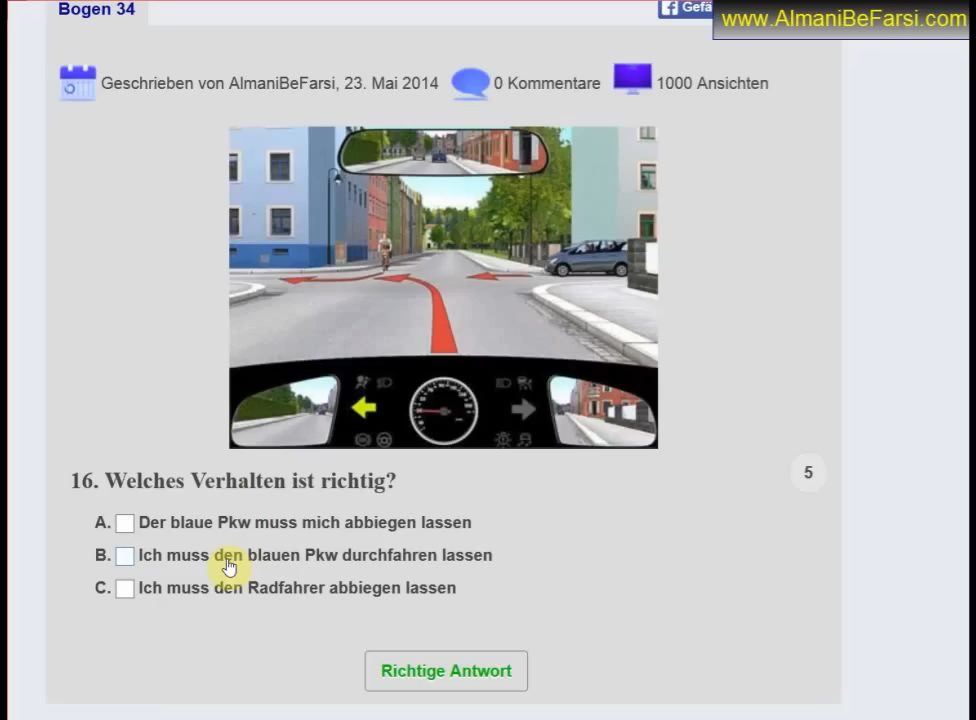 Bogen 34
Gefä
www.AlmaniBeFarsi.com
Geschrieben von AlmaniBeFarsi, 23. Mai 2014
0 Kommentare
1000 Ansichten
16. Welches Verhalten ist richtig?
5
A. Der blaue Pkw muss mich abbiegen lassen
B. Ich muss den blauen Pkw durchfahren lassen
C. Ich muss den Radfahrer abbiegen lassen
Richtige Antwort